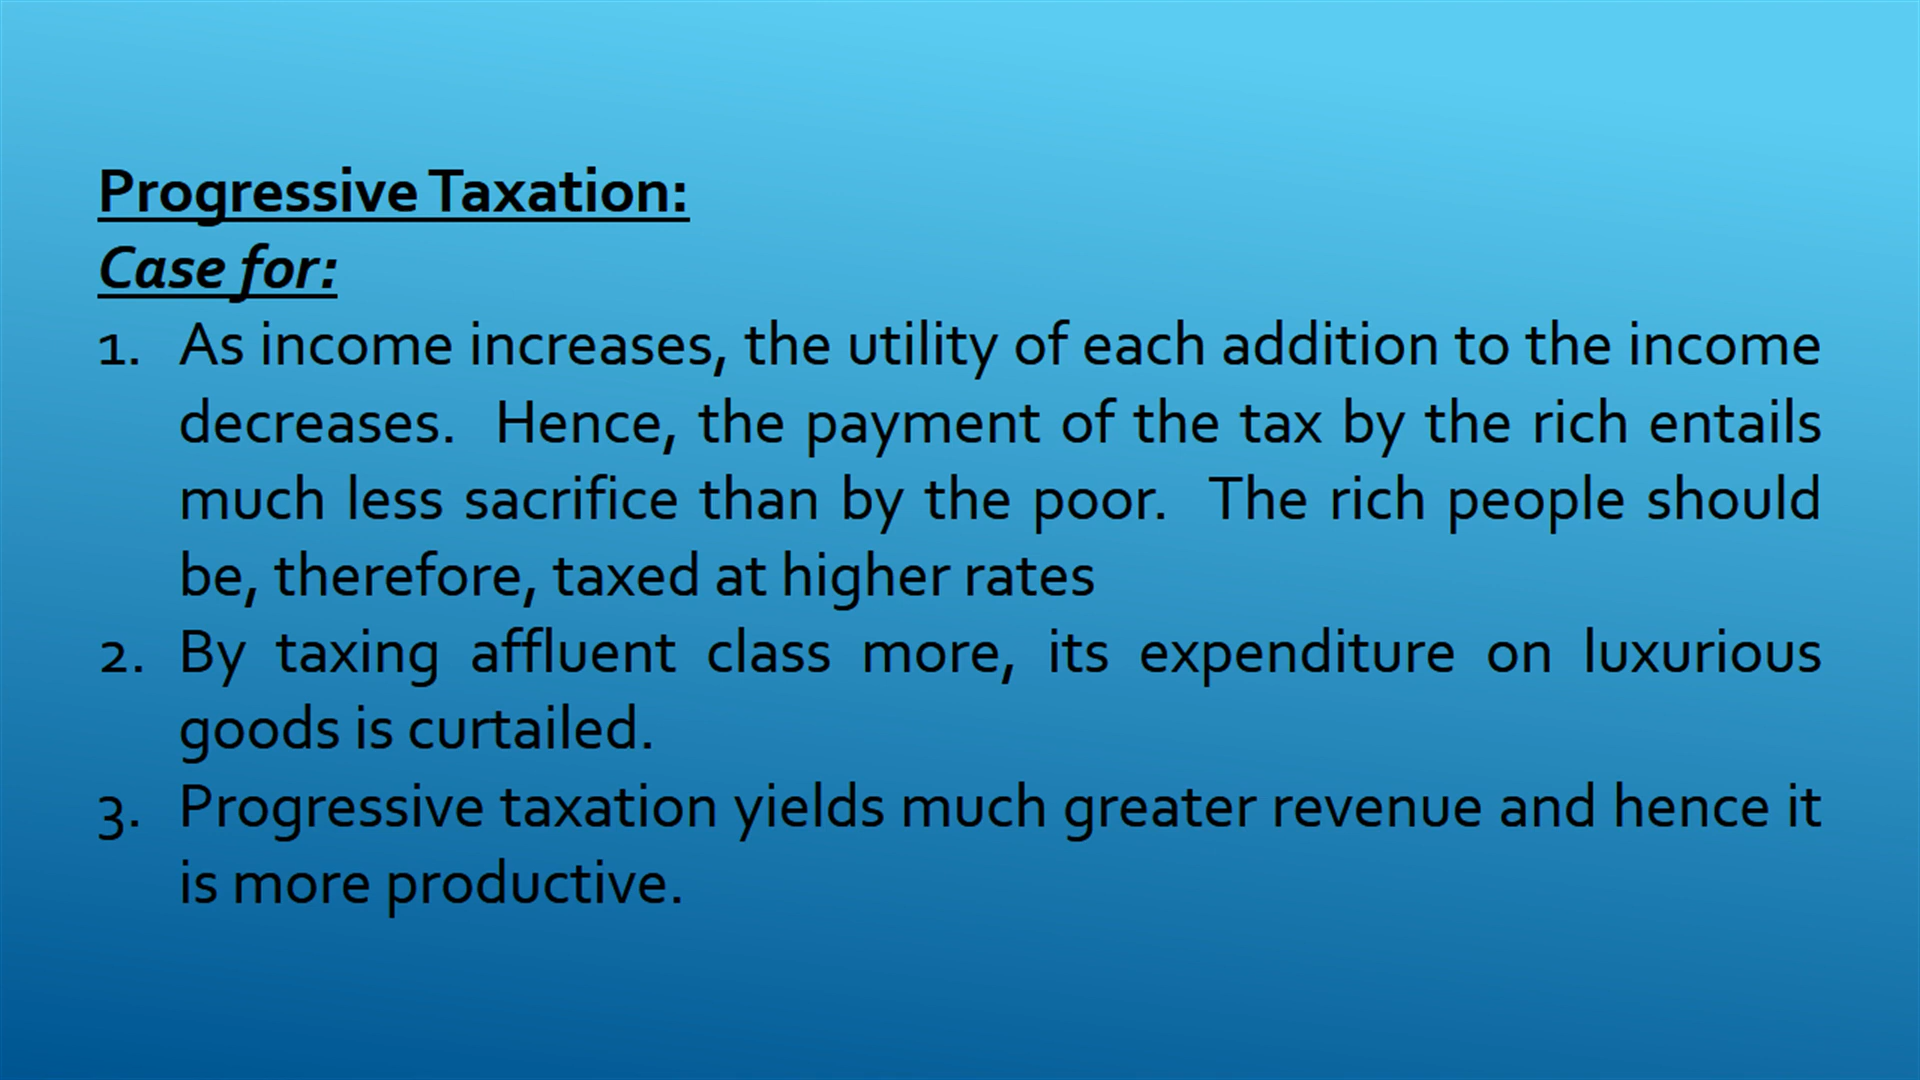 Progressive Taxation:
Case for:
1. As income increases, the utility of each addition to the income
decreases. Hence, the payment of the tax by the rich entails
much less sacrifice than by the poor. The rich people should
be, therefore, taxed at higher rates
2. By taxing affluent class more, its expenditure on luxurious
goods is curtailed.
3. Progressive taxation yields much greater revenue and hence it
is more productive.